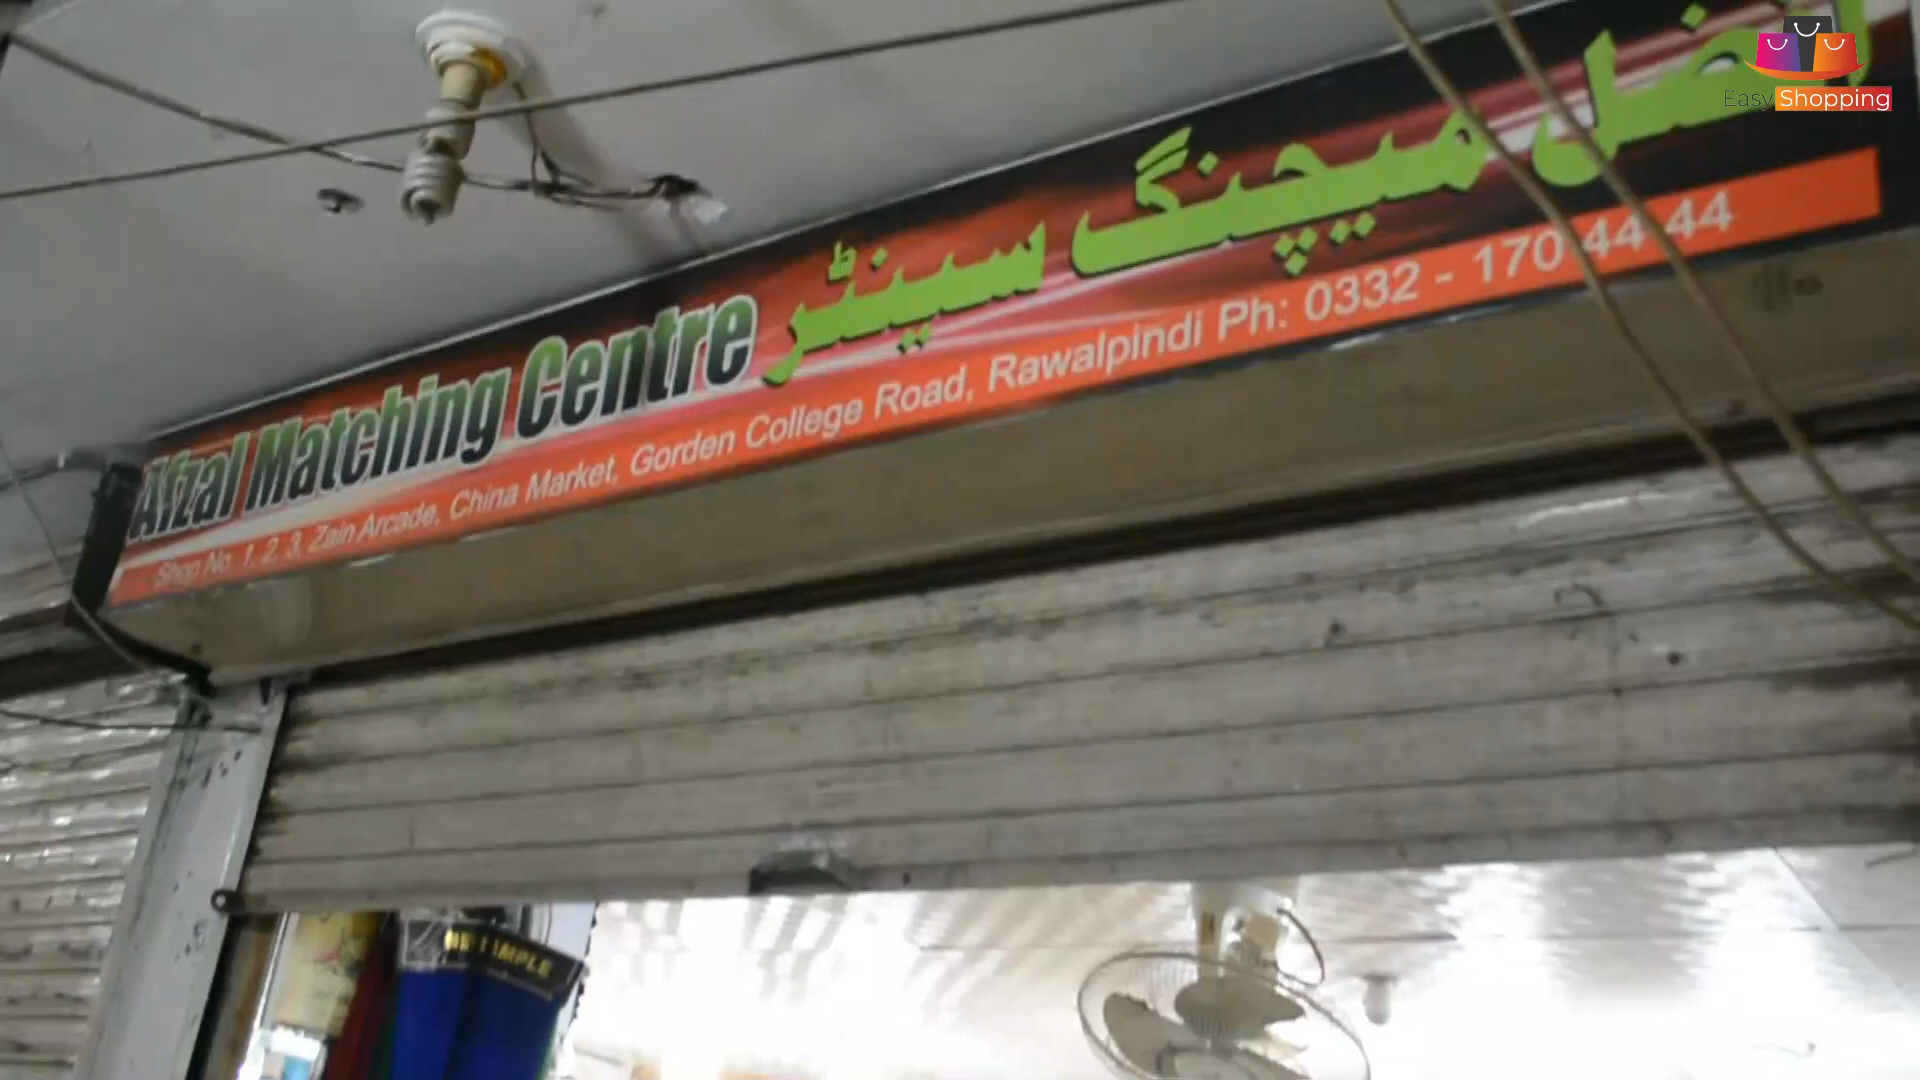 Easy Shopping
Afzal Matching Centre افضل میچنگ سینٹر
Shop No. 1, 2, 3, Zain Arcade, China Market, Gorden College Road, Rawalpindi Ph: 0332 - 170 44 44